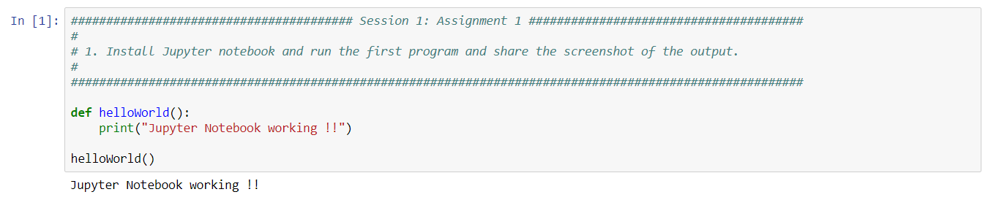 In [1]: ######################################## Session 1: Assignment 1 #######################################
#
# 1. Install Jupyter notebook and run the first program and share the screenshot of the output.
#
########################################################################################################
def helloWorld():
    print("Jupyter Notebook working !!")
helloWorld()
Jupyter Notebook working !!